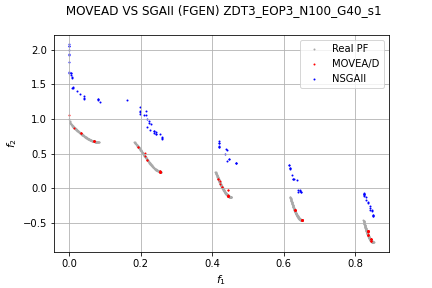 MOVEAD VS SGAII (FGEN) ZDT3_EOP3_N100_G40_s1
Real PF
MOVEA/D
NSGAII
2.0
1.5
1.0
0.5
0.0
−0.5
f2
0.0 0.2 0.4 0.6 0.8
f1